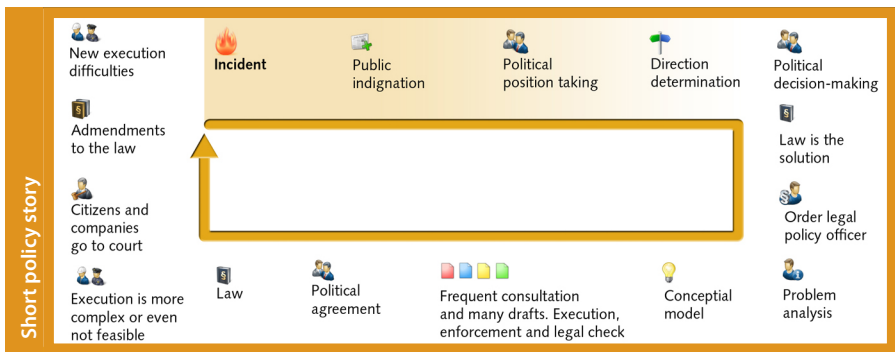 Short policy story
New execution
difficulties
Incident
Public
indignation
Political
position taking
Direction
determination
Political
decision-making
Admendments
to the law
Law is the
solution
Citizens and
companies
go to court
Order legal
policy officer
Execution is more
complex or even
not feasible
Law
Political
agreement
Frequent consultation
and many drafts. Execution,
enforcement and legal check
Conceptial
model
Problem
analysis